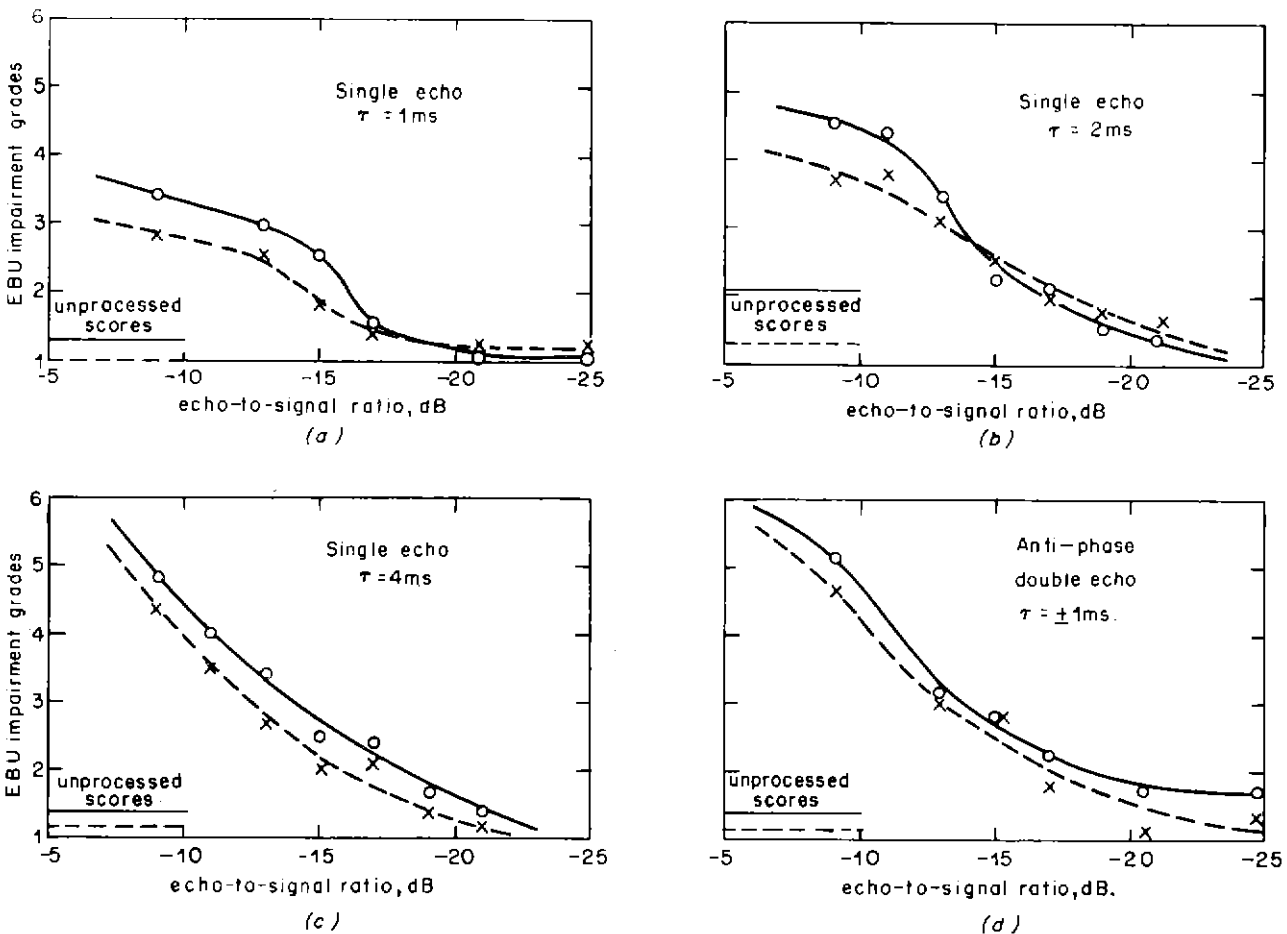 6
5
4
3
2
1
EBU impairment grades
Single echo
τ = 1ms
unprocessed
scores
-5
-10
-15
-20
-25
echo-to-signal ratio, dB
(a)
Single echo
τ = 2ms
unprocessed
scores
-5
-10
-15
-20
-25
echo-to-signal ratio, dB
(b)
6
5
4
3
2
1
EBU impairment grades
Single echo
τ = 4ms
unprocessed
scores
-5
-10
-15
-20
-25
echo-to-signal ratio, dB
(c)
Anti-phase
double echo
τ = ±1ms.
unprocessed
scores
-5
-10
-15
-20
-25
echo-to-signal ratio, dB.
(d)